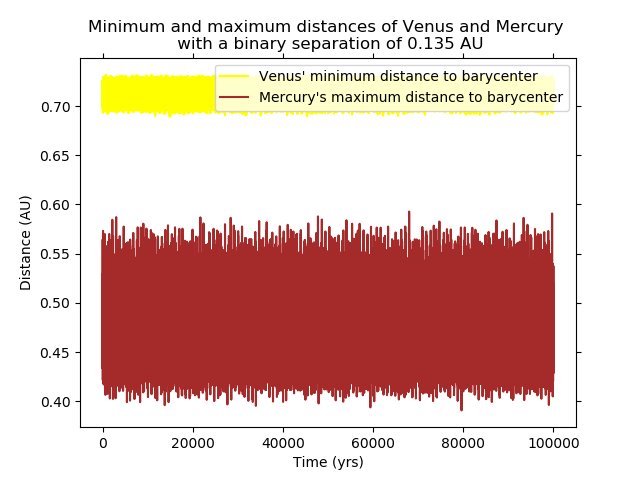 Minimum and maximum distances of Venus and Mercury
with a binary separation of 0.135 AU
Venus' minimum distance to barycenter
Mercury's maximum distance to barycenter
Distance (AU)
0.70
0.65
0.60
0.55
0.50
0.45
0.40
0 20000 40000 60000 80000 100000
Time (yrs)